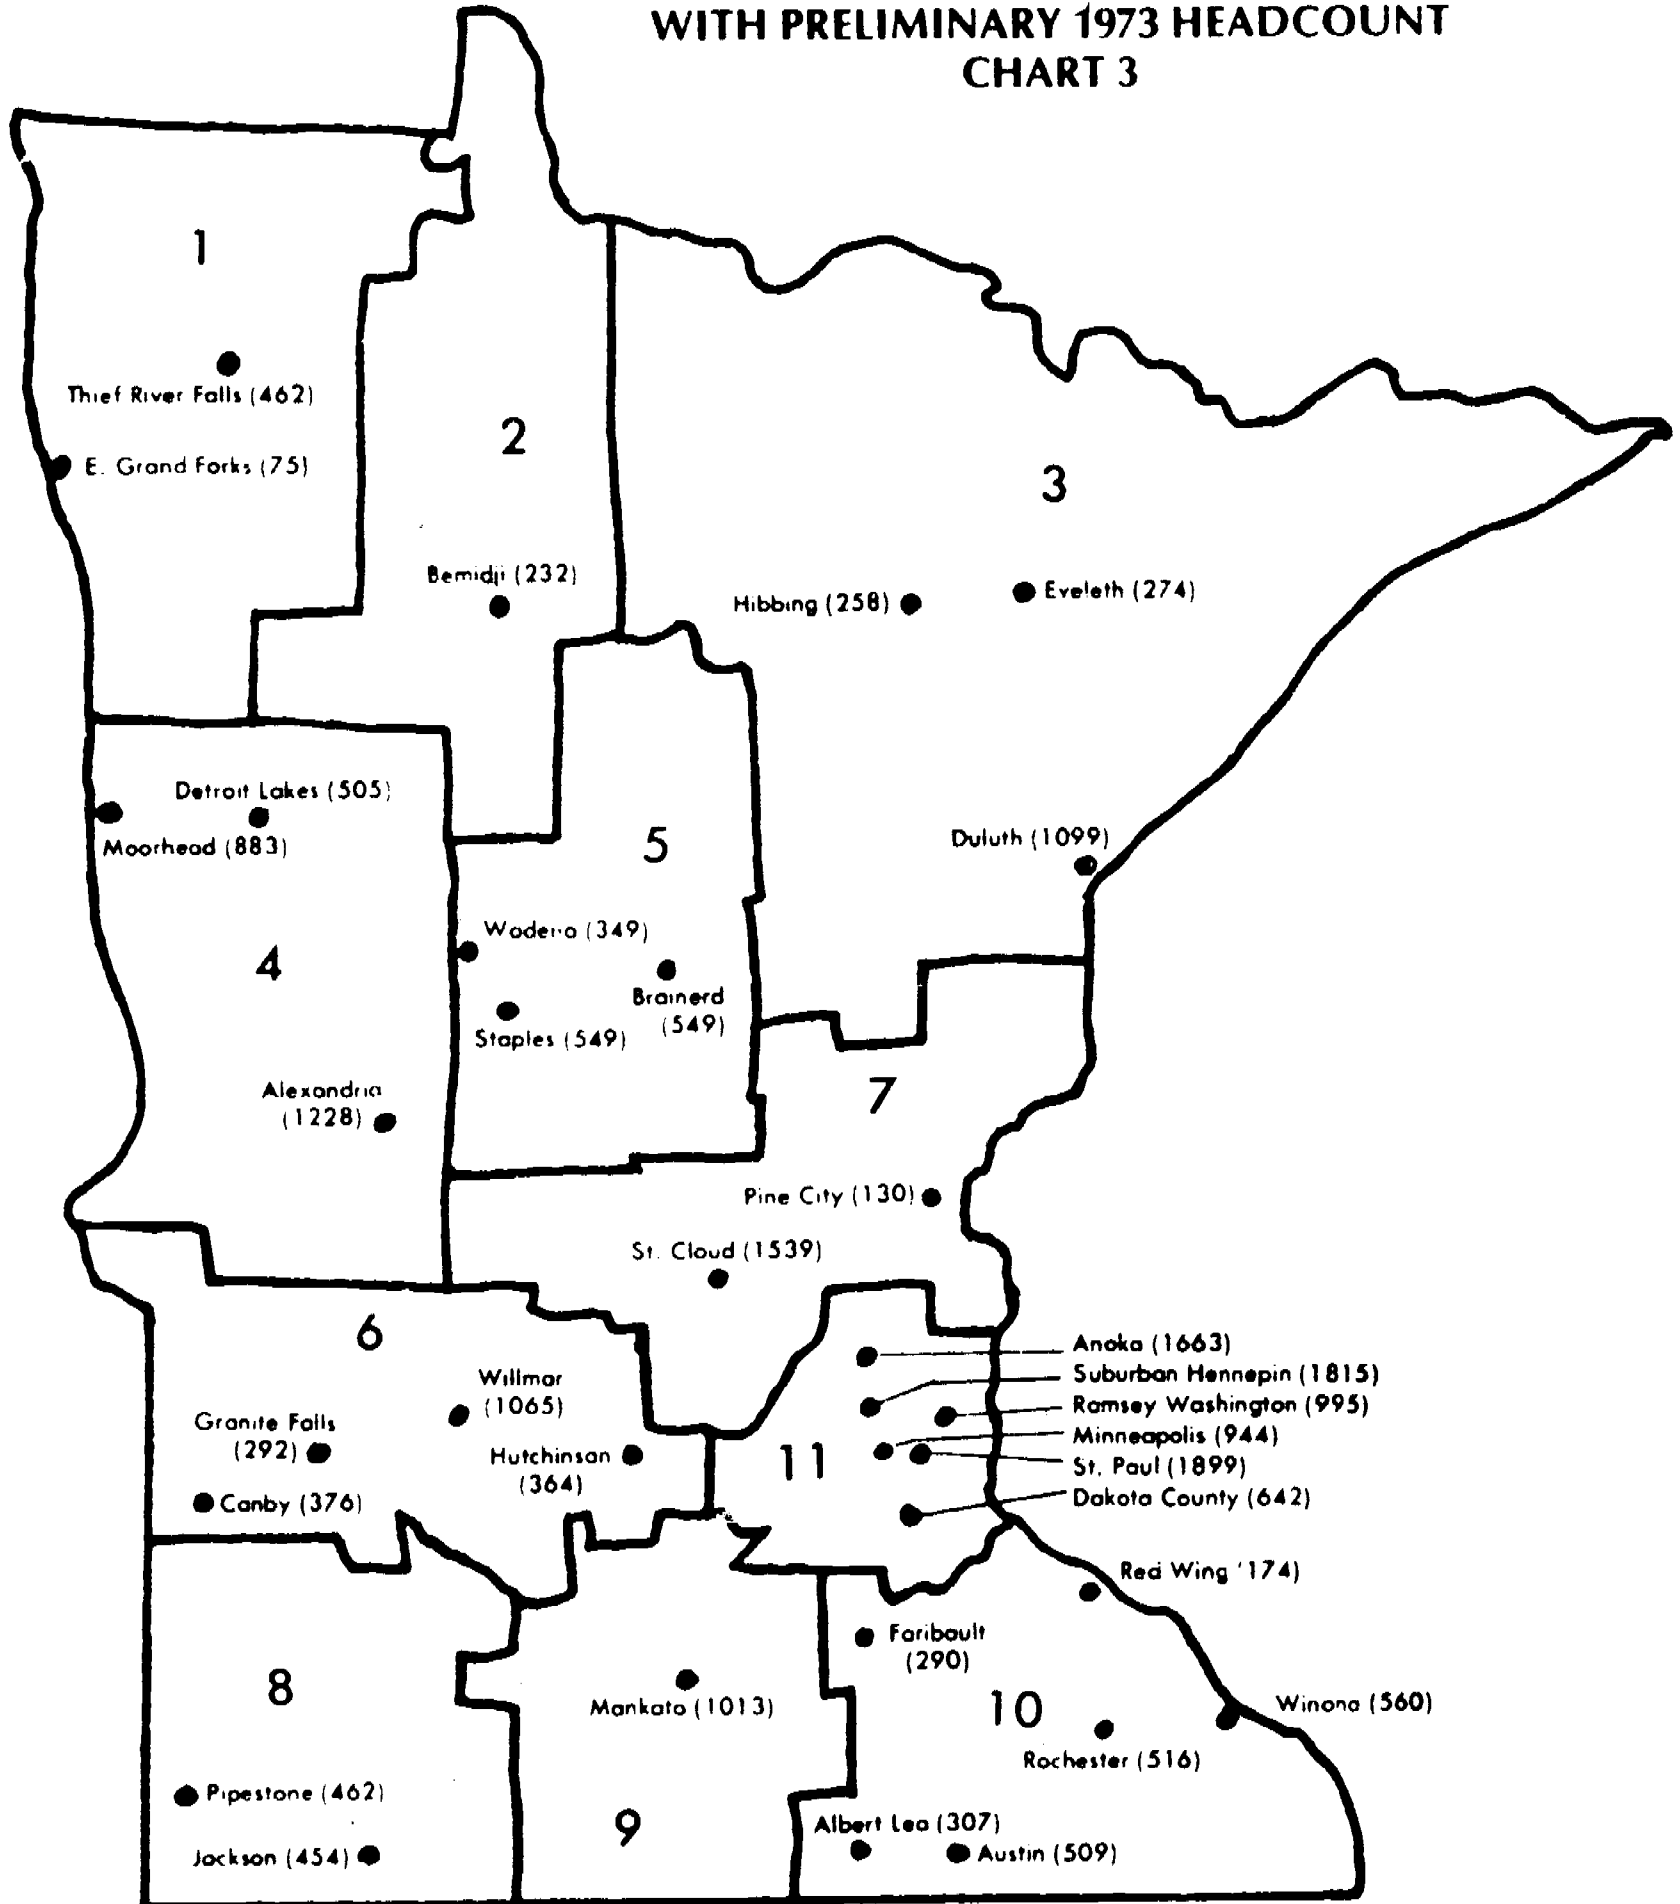 WITH PRELIMINARY 1973 HEADCOUNT
CHART 3
1
Thief River Falls (462)
2
E. Grand Forks (75)
3
Bemidji (232)
Hibbing (258)
Eveleth (274)
Detroit Lakes (505)
Moorhead (883)
5
Duluth (1099)
4
Wadena (349)
Brainerd
(549)
Staples (549)
Alexandria
(1228)
7
Pine City (130)
St. Cloud (1539)
6
Anoka (1663)
Suburban Hennepin (1815)
Ramsey Washington (995)
Minneapolis (944)
St. Paul (1899)
Dakota County (642)
Willmar
(1065)
Granite Falls
(292)
Hutchinson
(364)
11
Canby (376)
Red Wing '174)
Faribault
(290)
8
Mankato (1013)
10
Winona (560)
Rochester (516)
Pipestone (462)
9
Albert Lea (307)
Jackson (454)
Austin (509)